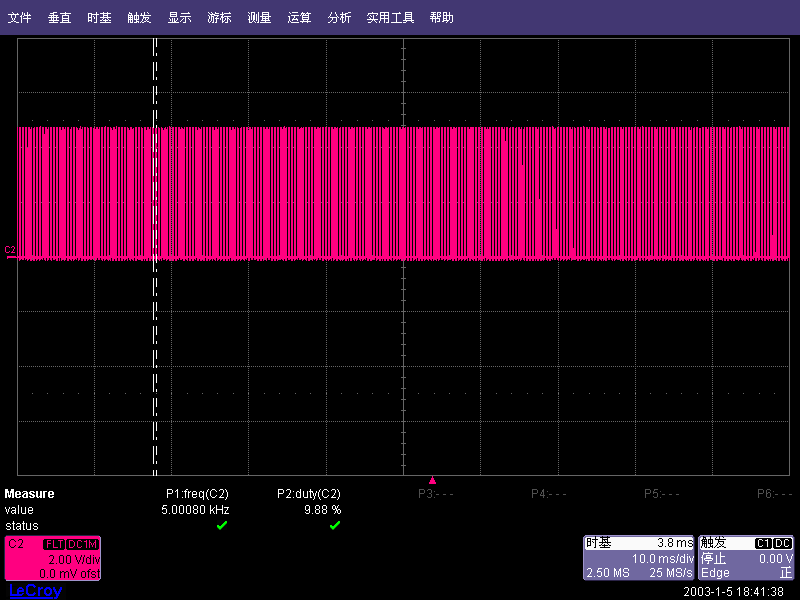 文件 垂直 时基 触发 显示 游标 测量 运算 分析 实用工具 帮助
C2
Measure P1:freq(C2) P2:duty(C2) P3:--- P4:--- P5:--- P6:---
value 5.00080 kHz 9.88 %
status
C2 FLT DC1M
2.00 V/div
0.0 mV ofst
时基 3.8 ms
10.0 ms/div
2.50 MS 25 MS/s
触发 C1 DC
停止 0.00 V
Edge 正
LeCroy
2003-1-5 18:41:38